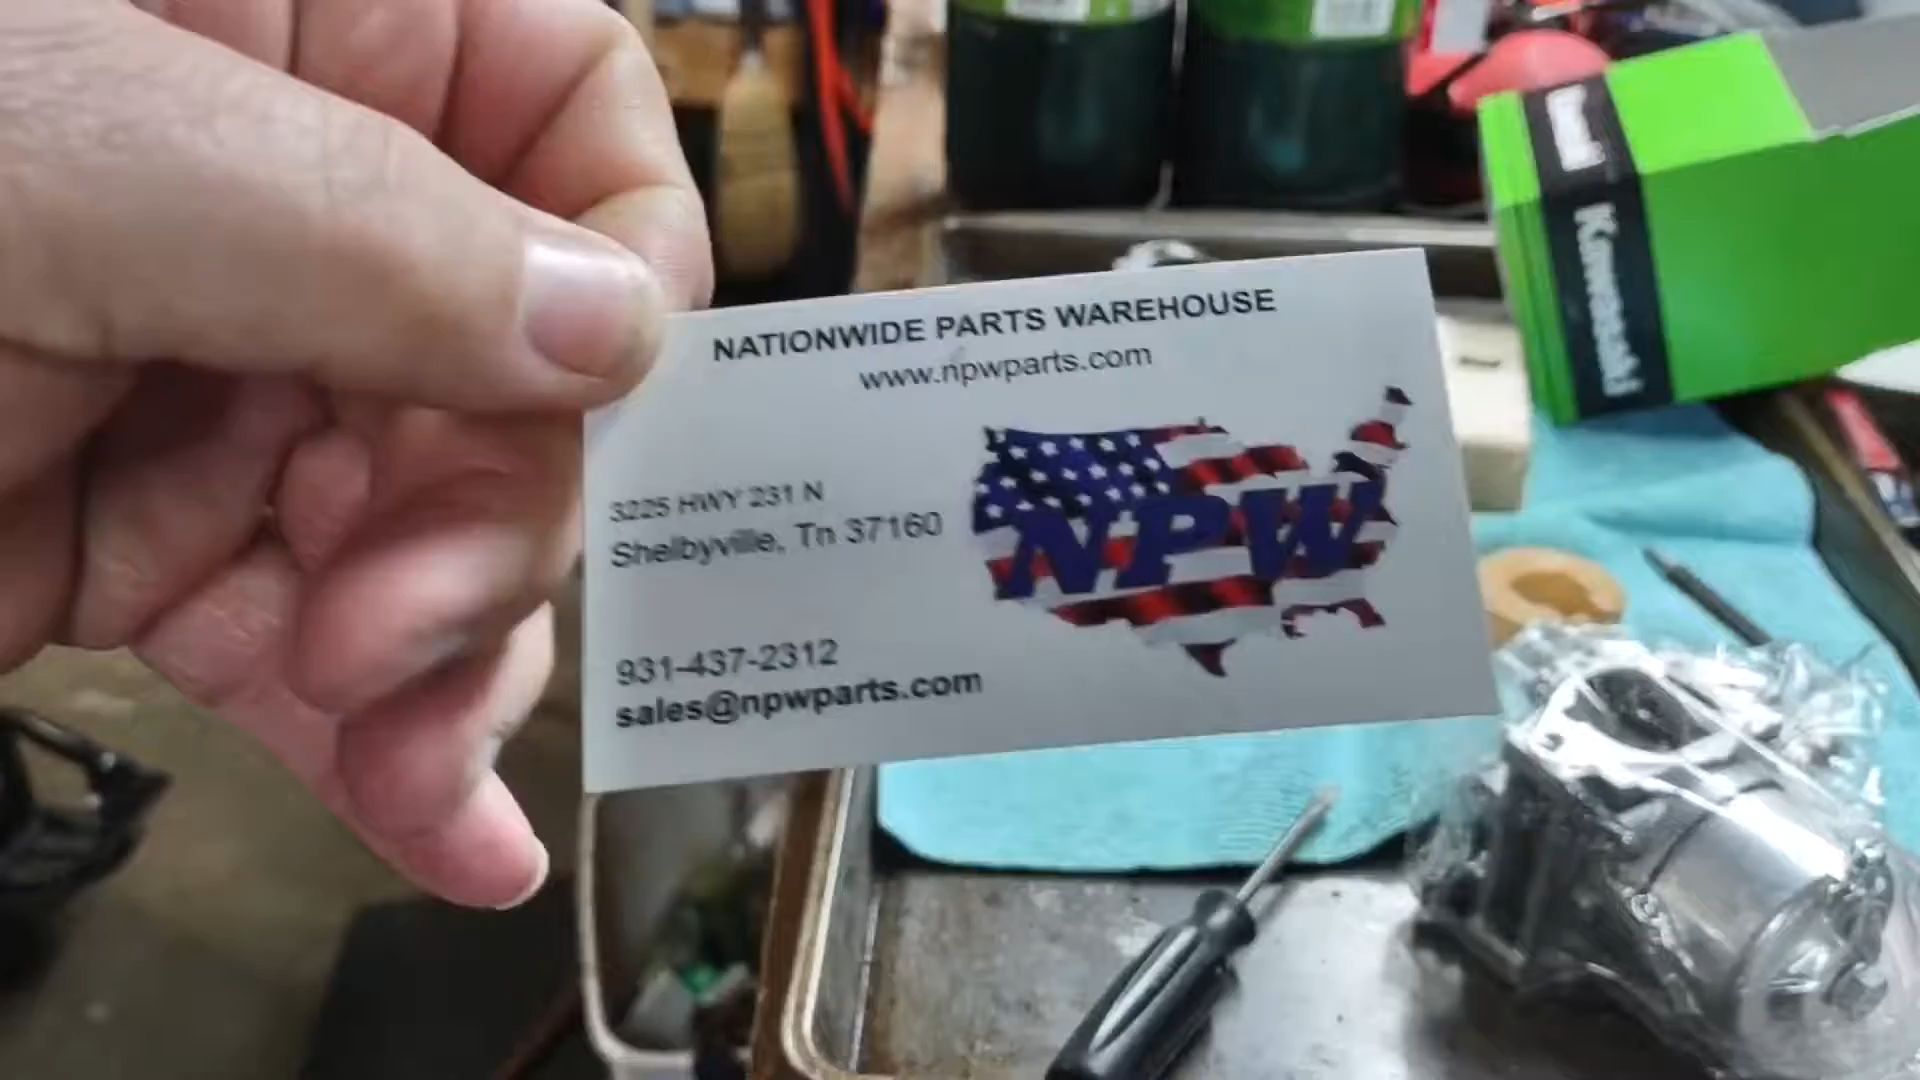 NATIONWIDE PARTS WAREHOUSE
www.npwparts.com
3225 HWY 231 N
Shelbyville, Tn 37160
NPW
931-437-2312
sales@npwparts.com
Kawasaki